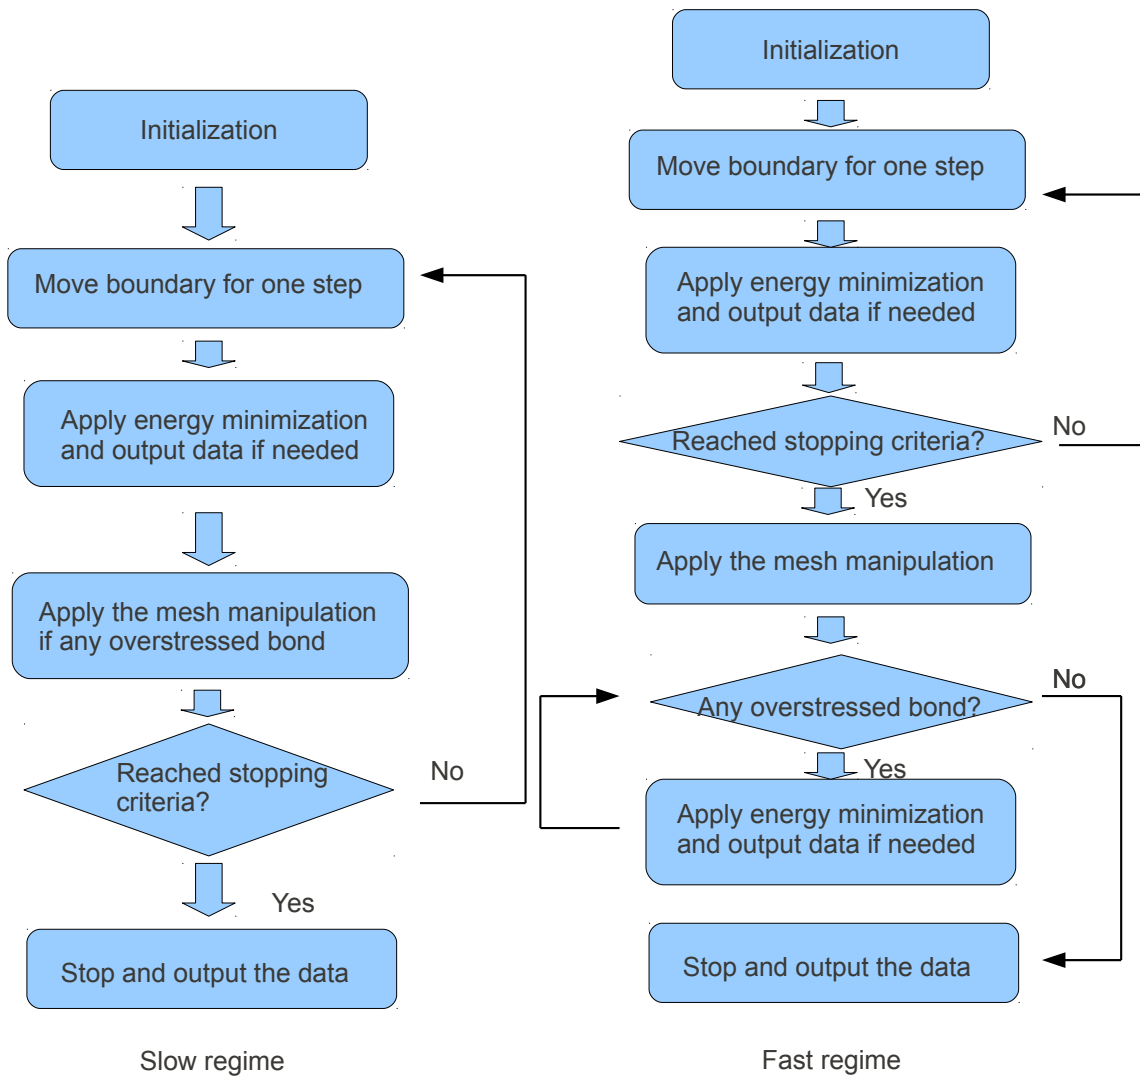 Initialization
Move boundary for one step
Apply energy minimization
and output data if needed
Apply the mesh manipulation
if any overstressed bond
Reached stopping
criteria?
No
Yes
Stop and output the data
Slow regime
Initialization
Move boundary for one step
Apply energy minimization
and output data if needed
Reached stopping criteria?
No
Yes
Apply the mesh manipulation
Any overstressed bond?
No
Yes
Apply energy minimization
and output data if needed
Stop and output the data
Fast regime